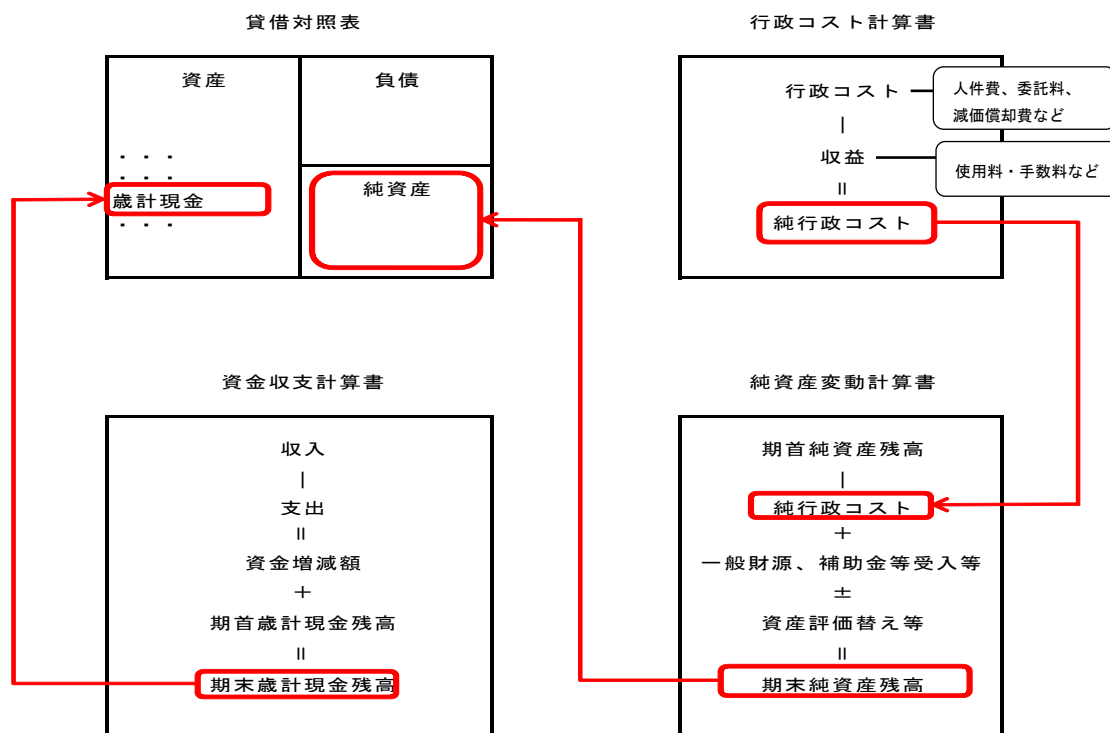 貸借対照表
資産
負債
・・・
・・・
歳計現金
・・・
純資産
行政コスト計算書
行政コスト
人件費、委託料、
減価償却費など
－
収益
使用料・手数料など
＝
純行政コスト
資金収支計算書
収入
－
支出
＝
資金増減額
＋
期首歳計現金残高
＝
期末歳計現金残高
純資産変動計算書
期首純資産残高
－
純行政コスト
＋
一般財源、補助金等受入等
±
資産評価替え等
＝
期末純資産残高